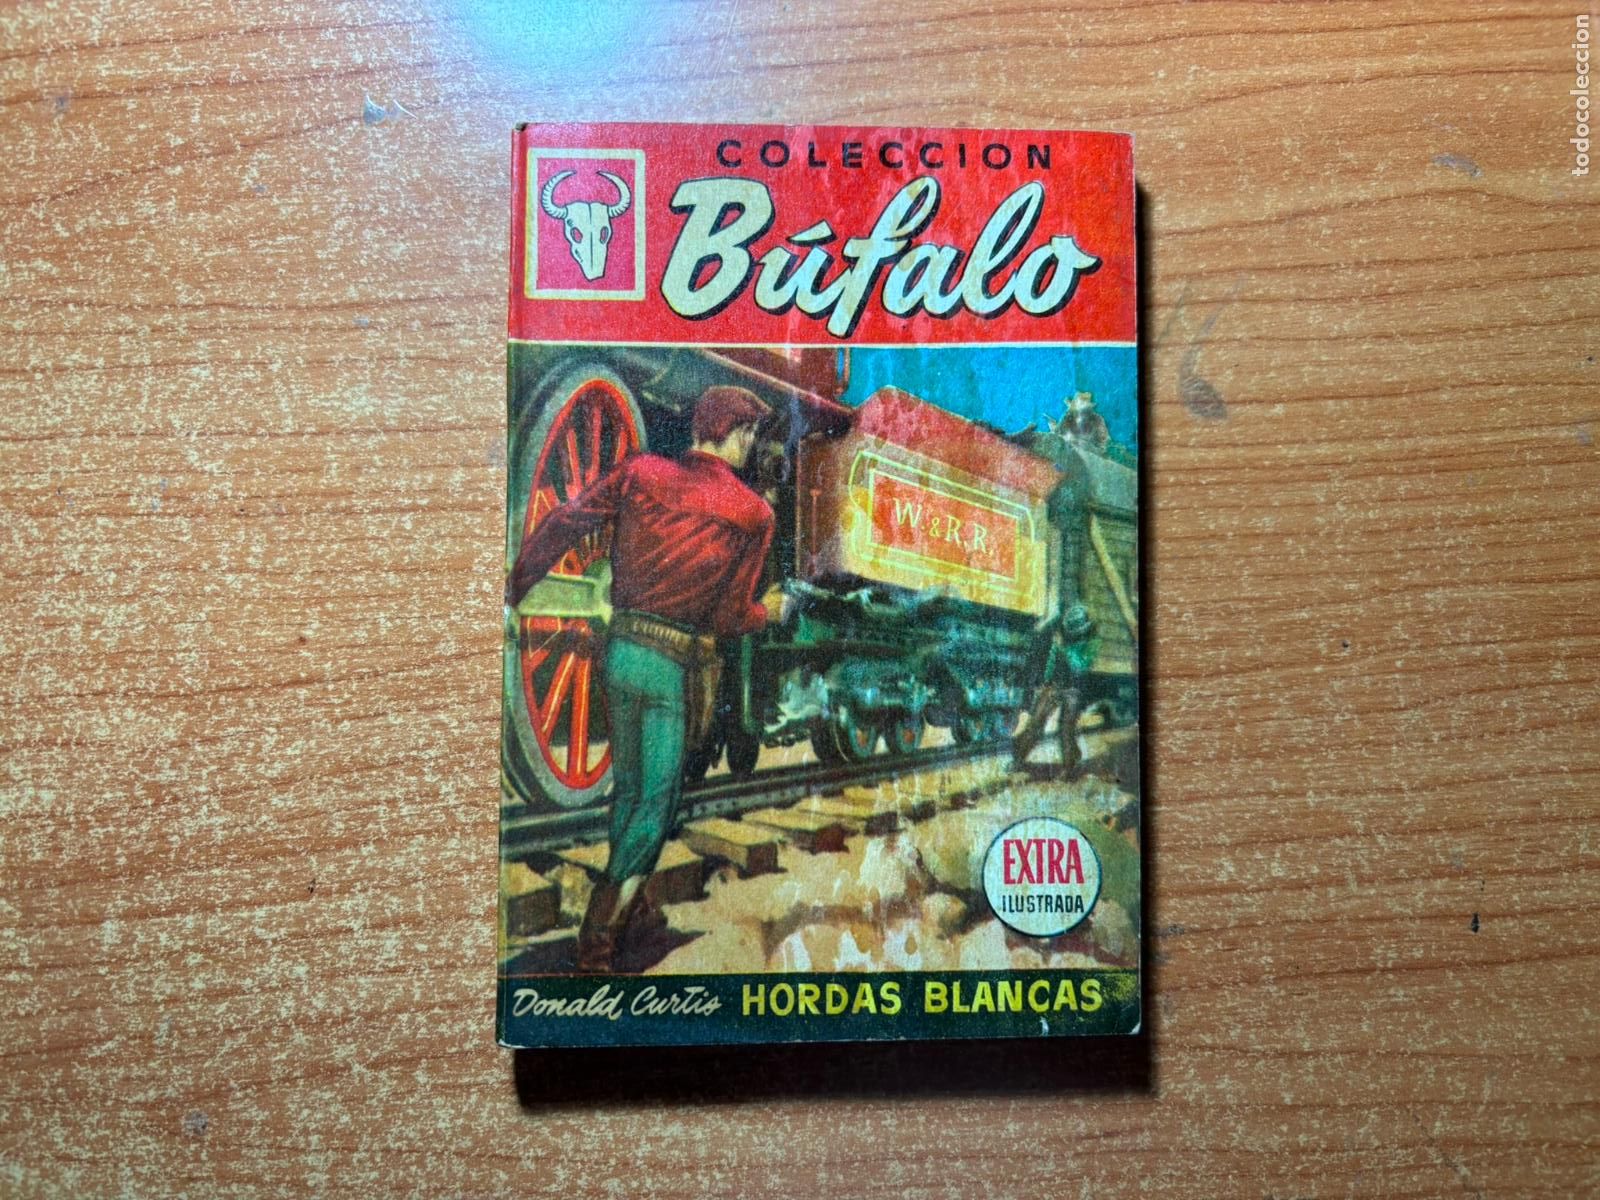 COLECCION
Búfalo
W. & R. R.
EXTRA
ILUSTRADA
Donald Curtis HORDAS BLANCAS
todocoleccion